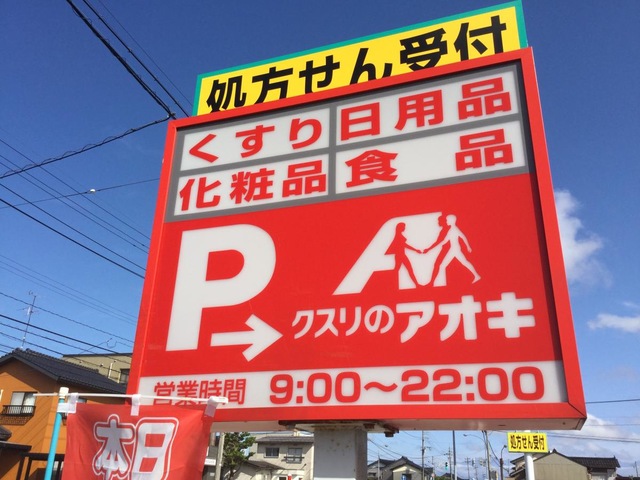 処方せん受付
くすり 日用品
化粧品 食品
P→
クスリのアオキ
営業時間 9:00～22:00
本日
処方せん受付